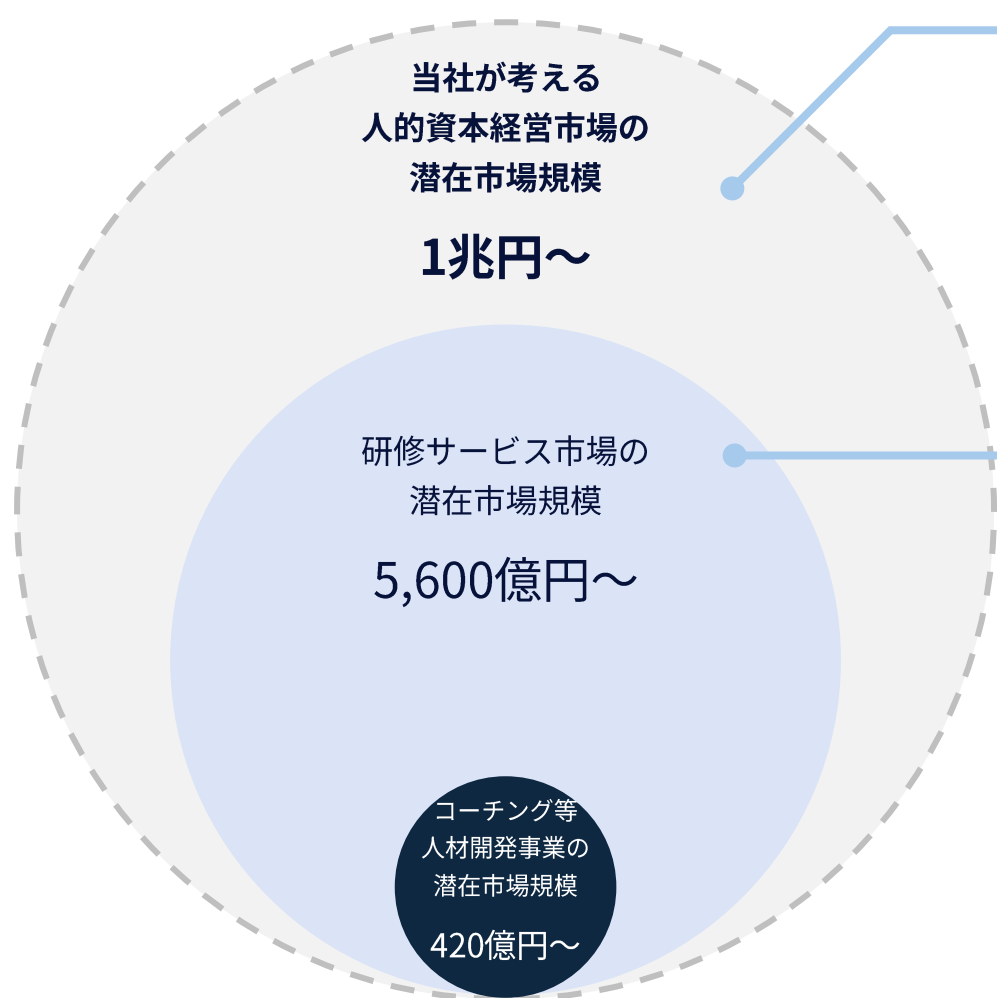 当社が考える
人的資本経営市場の
潜在市場規模
1兆円～
研修サービス市場の
潜在市場規模
5,600億円～
コーチング等
人材開発事業の
潜在市場規模
420億円～